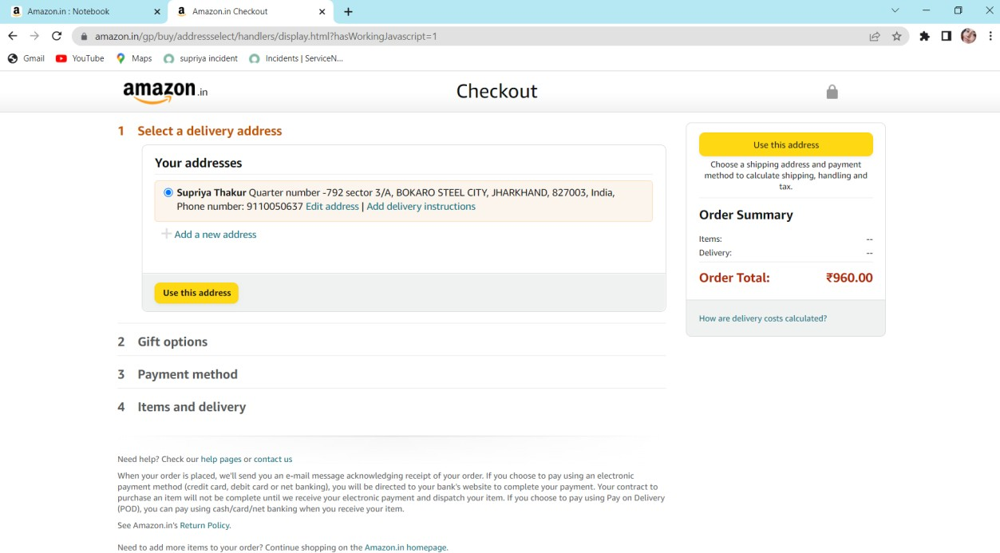 Amazon.in : Notebook
Amazon.in Checkout
amazon.in/gp/buy/addressselect/handlers/display.html?hasWorkingJavascript=1
Gmail YouTube Maps supriya incident Incidents | ServiceN...
amazon.in
Checkout
1 Select a delivery address
Your addresses
Supriya Thakur Quarter number -792 sector 3/A, BOKARO STEEL CITY, JHARKHAND, 827003, India,
Phone number: 9110050637 Edit address | Add delivery instructions
Add a new address
Use this address
2 Gift options
3 Payment method
4 Items and delivery
Use this address
Choose a shipping address and payment
method to calculate shipping, handling and
tax.
Order Summary
Items: --
Delivery: --
Order Total: ₹960.00
How are delivery costs calculated?
Need help? Check our help pages or contact us
When your order is placed, we'll send you an e-mail message acknowledging receipt of your order. If you choose to pay using an electronic
payment method (credit card, debit card or net banking), you will be directed to your bank's website to complete your payment. Your contract to
purchase an item will not be complete until we receive your electronic payment and dispatch your item. If you choose to pay using Pay on Delivery
(POD), you can pay using cash/card/net banking when you receive your item.
See Amazon.in's Return Policy.
Need to add more items to your order? Continue shopping on the Amazon.in homepage.